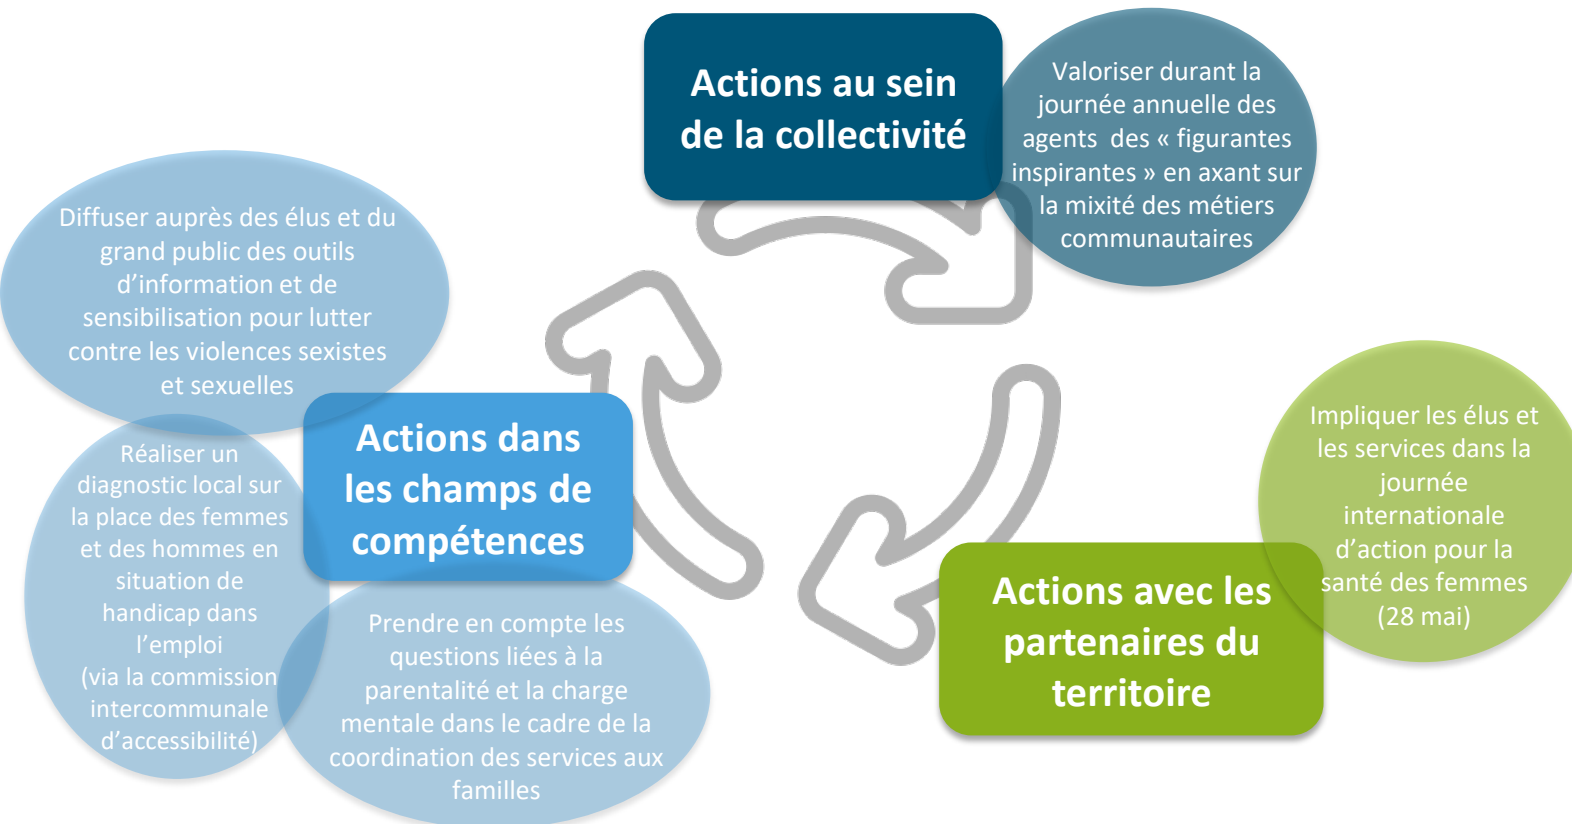 Actions au sein
de la collectivité
Valoriser durant la
journée annuelle des
agents des « figurantes
inspirantes » en axant sur
la mixité des métiers
communautaires
Diffuser auprès des élus et du
grand public des outils
d’information et de
sensibilisation pour lutter
contre les violences sexistes
et sexuelles
Actions dans
les champs de
compétences
Réaliser un
diagnostic local sur
la place des femmes
et des hommes en
situation de
handicap dans
l’emploi
(via la commission
intercommunale
d’accessibilité)
Prendre en compte les
questions liées à la
parentalité et la charge
mentale dans le cadre de la
coordination des services aux
familles
Impliquer les élus et
les services dans la
journée
internationale
d’action pour la
santé des femmes
(28 mai)
Actions avec les
partenaires du
territoire